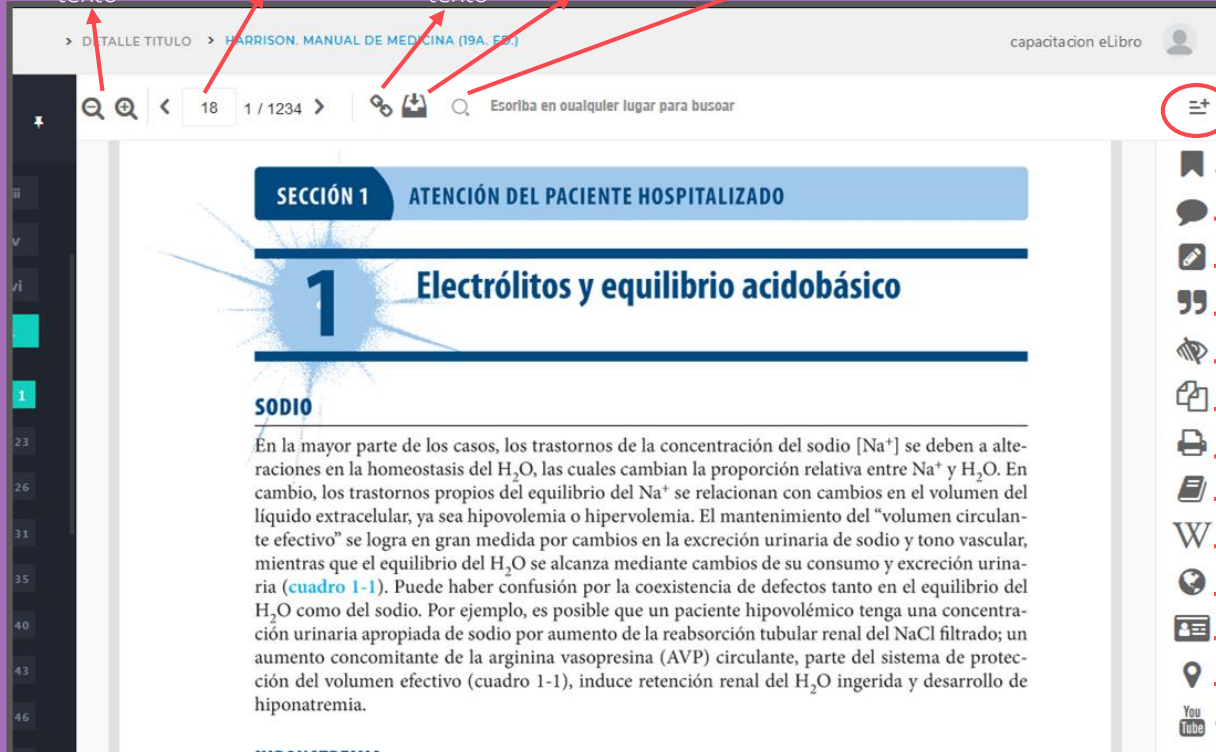 texto texto
> DETALLE TITULO > HARRISON. MANUAL DE MEDICINA (19A. ED.) capacitacion eLibro
18 1 / 1234 Escriba en cualquier lugar para buscar
SECCIÓN 1 ATENCIÓN DEL PACIENTE HOSPITALIZADO
1 Electrólitos y equilibrio acidobásico
SODIO
En la mayor parte de los casos, los trastornos de la concentración del sodio [Na⁺] se deben a alte-
raciones en la homeostasis del H₂O, las cuales cambian la proporción relativa entre Na⁺ y H₂O. En
cambio, los trastornos propios del equilibrio del Na⁺ se relacionan con cambios en el volumen del
líquido extracelular, ya sea hipovolemia o hipervolemia. El mantenimiento del “volumen circulan-
te efectivo” se logra en gran medida por cambios en la excreción urinaria de sodio y tono vascular,
mientras que el equilibrio del H₂O se alcanza mediante cambios de su consumo y excreción urina-
ria (cuadro 1-1). Puede haber confusión por la coexistencia de defectos tanto en el equilibrio del
H₂O como del sodio. Por ejemplo, es posible que un paciente hipovolémico tenga una concentra-
ción urinaria apropiada de sodio por aumento de la reabsorción tubular renal del NaCl filtrado; un
aumento concomitante de la arginina vasopresina (AVP) circulante, parte del sistema de protec-
ción del volumen efectivo (cuadro 1-1), induce retención renal del H₂O ingerida y desarrollo de
hiponatremia.
v
vi
1
23
26
31
35
40
43
46
W
You
Tube